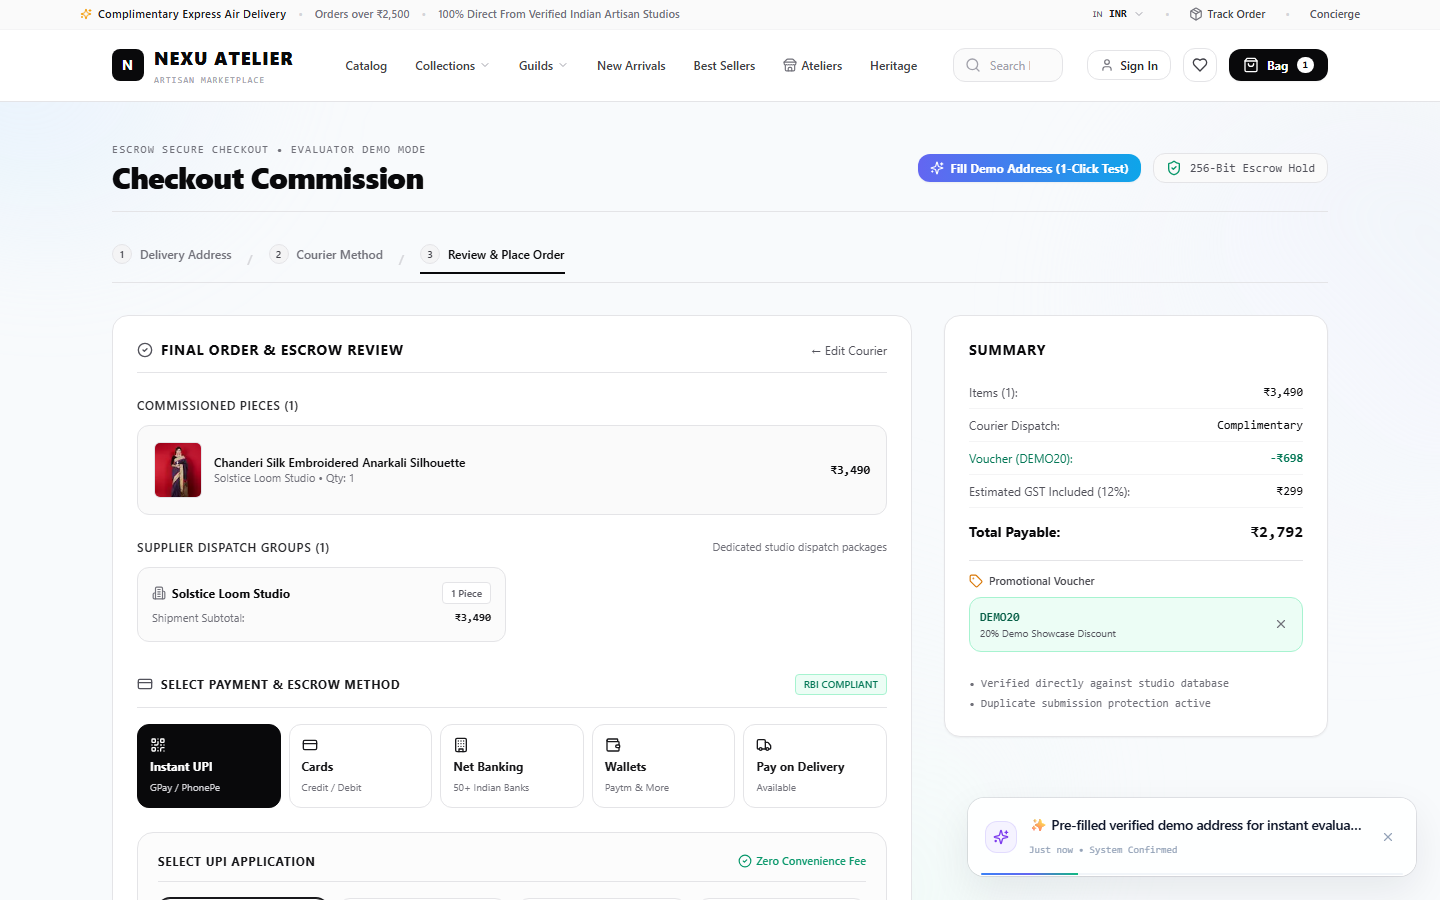 Complimentary Express Air Delivery • Orders over ₹2,500 • 100% Direct From Verified Indian Artisan Studios
IN INR • Track Order • Concierge
N NEXU ATELIER
ARTISAN MARKETPLACE
Catalog Collections Guilds New Arrivals Best Sellers Ateliers Heritage
Search
Sign In
Bag 1
ESCROW SECURE CHECKOUT • EVALUATOR DEMO MODE
Checkout Commission
Fill Demo Address (1-Click Test)
256-Bit Escrow Hold
1 Delivery Address / 2 Courier Method / 3 Review & Place Order
FINAL ORDER & ESCROW REVIEW
← Edit Courier
COMMISSIONED PIECES (1)
Chanderi Silk Embroidered Anarkali Silhouette
Solstice Loom Studio • Qty: 1
₹3,490
SUPPLIER DISPATCH GROUPS (1)
Dedicated studio dispatch packages
Solstice Loom Studio
1 Piece
Shipment Subtotal:
₹3,490
SELECT PAYMENT & ESCROW METHOD
RBI COMPLIANT
Instant UPI
GPay / PhonePe
Cards
Credit / Debit
Net Banking
50+ Indian Banks
Wallets
Paytm & More
Pay on Delivery
Available
SELECT UPI APPLICATION
Zero Convenience Fee
SUMMARY
Items (1): ₹3,490
Courier Dispatch: Complimentary
Voucher (DEMO20): -₹698
Estimated GST Included (12%): ₹299
Total Payable: ₹2,792
Promotional Voucher
DEMO20
20% Demo Showcase Discount
• Verified directly against studio database
• Duplicate submission protection active
✨ Pre-filled verified demo address for instant evalua...
Just now • System Confirmed